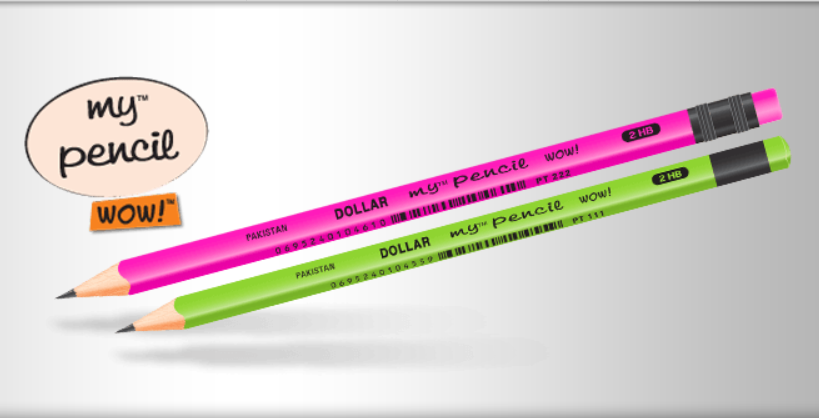 my™
pencil
WOW!™
PAKISTAN DOLLAR my™ pencil WOW! 2 HB
0695240104610 PT 222
PAKISTAN DOLLAR my™ pencil WOW! 2 HB
0695240104559 PT 111